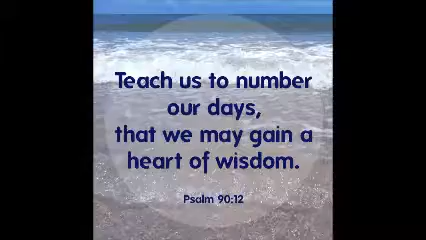 Teach us to number
our days,
that we may gain a
heart of wisdom.
Psalm 90:12